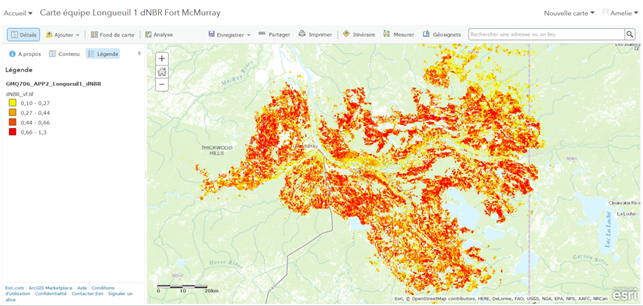 Accueil Carte équipe Longueuil 1 dNBR Fort McMurray Nouvelle carte Amelie
Détails Ajouter Fond de carte Analyse Enregistrer Partager Imprimer Itinéraire Mesurer Géosignets Rechercher une adresse ou un lieu
A propos Contenu Légende
Légende
GMQ706_APP2_Longueuil1_dNBR
dNBR_vf.tif
0,10 - 0,27
0,27 - 0,44
0,44 - 0,66
0,66 - 1,3
THICKWOOD
HILLS
Clearwater
La Loche
Lac La Loche
0 10 20km
Esri.com ArcGIS Marketplace Aide Conditions
d'utilisation Confidentialité Contacter Esri Signaler un
abus
Esri, © OpenStreetMap contributors, HERE, DeLorme, FAO, USGS, NGA, EPA, NPS, AAFC, NRCan
esri